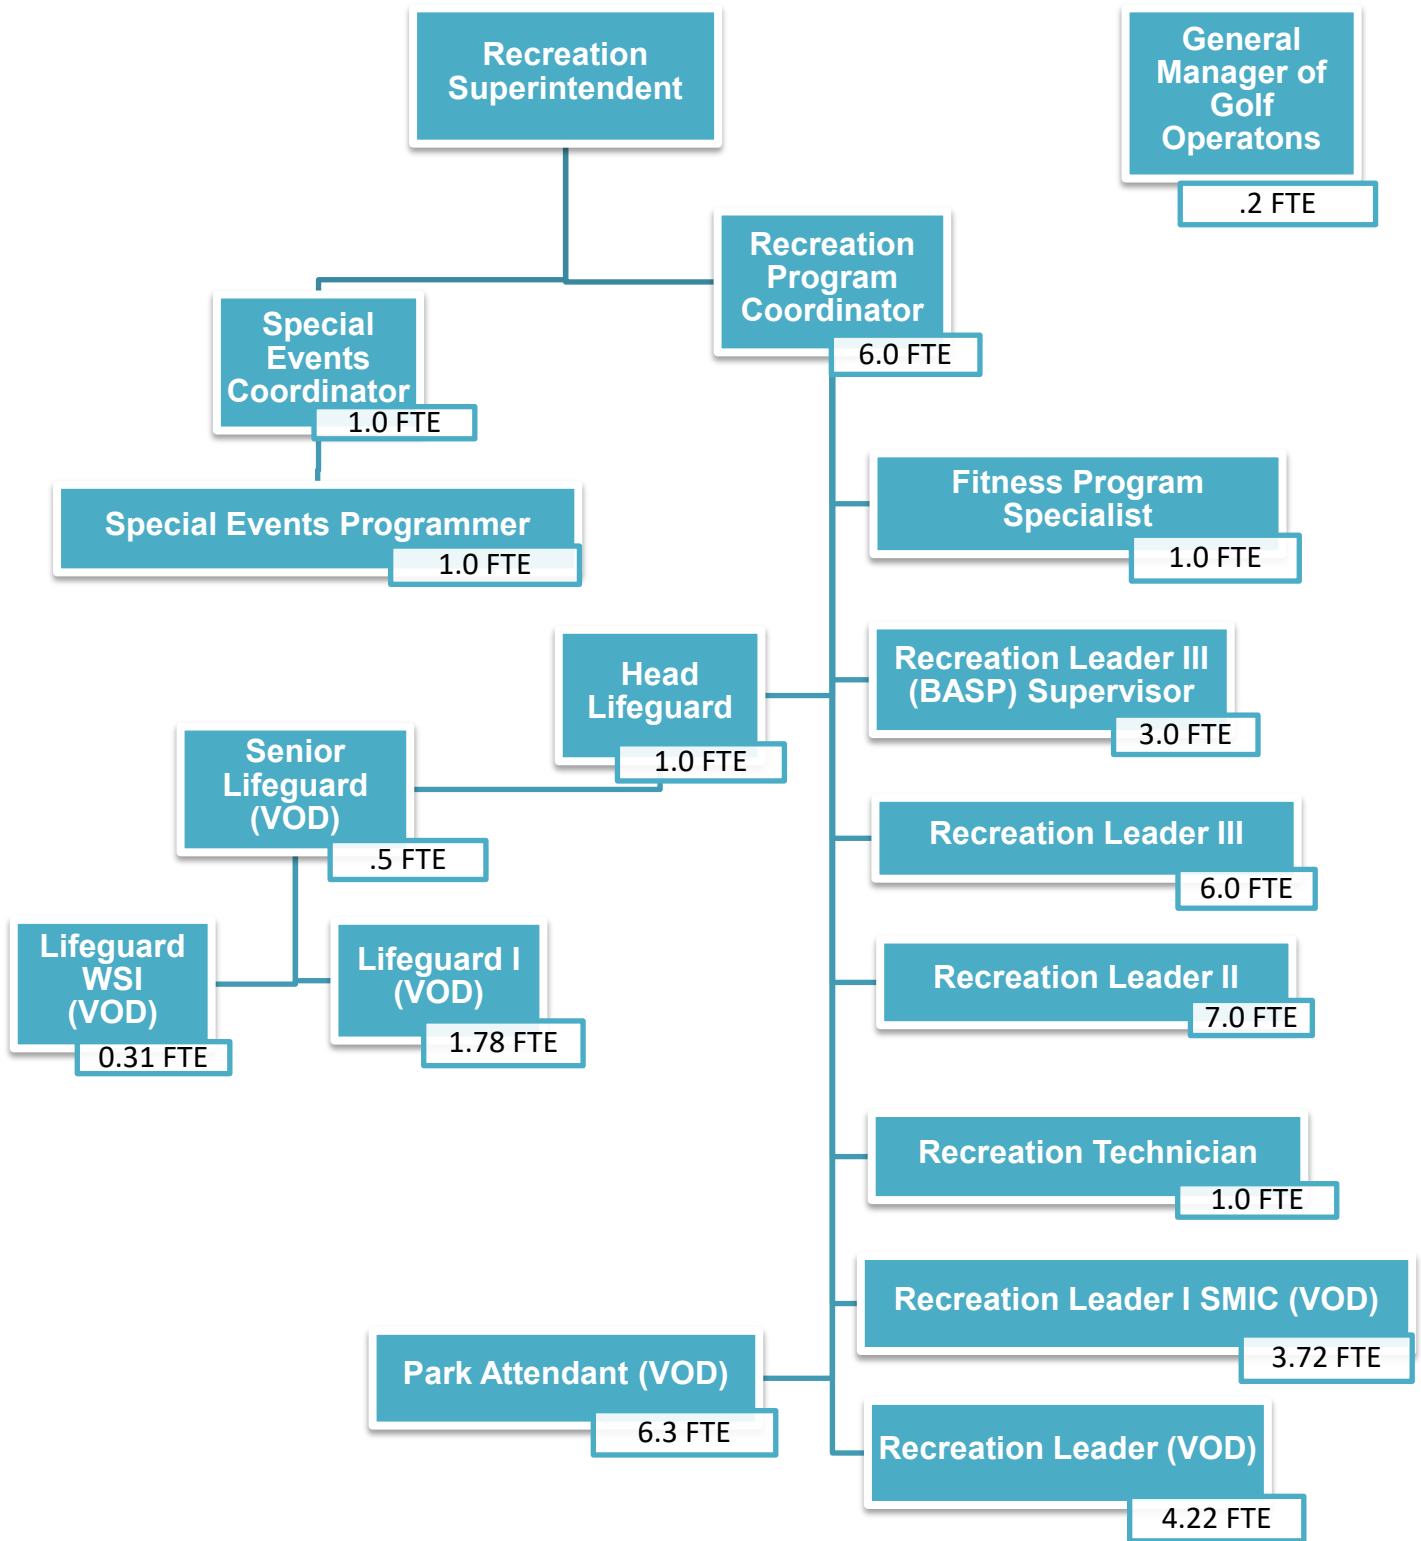 Recreation
Superintendent
General
Manager of
Golf
Operatons
.2 FTE
Recreation
Program
Coordinator
6.0 FTE
Special
Events
Coordinator
1.0 FTE
Special Events Programmer
1.0 FTE
Fitness Program
Specialist
1.0 FTE
Head
Lifeguard
1.0 FTE
Recreation Leader III
(BASP) Supervisor
3.0 FTE
Senior
Lifeguard
(VOD)
.5 FTE
Recreation Leader III
6.0 FTE
Lifeguard
WSI
(VOD)
0.31 FTE
Lifeguard I
(VOD)
1.78 FTE
Recreation Leader II
7.0 FTE
Recreation Technician
1.0 FTE
Recreation Leader I SMIC (VOD)
3.72 FTE
Park Attendant (VOD)
6.3 FTE
Recreation Leader (VOD)
4.22 FTE